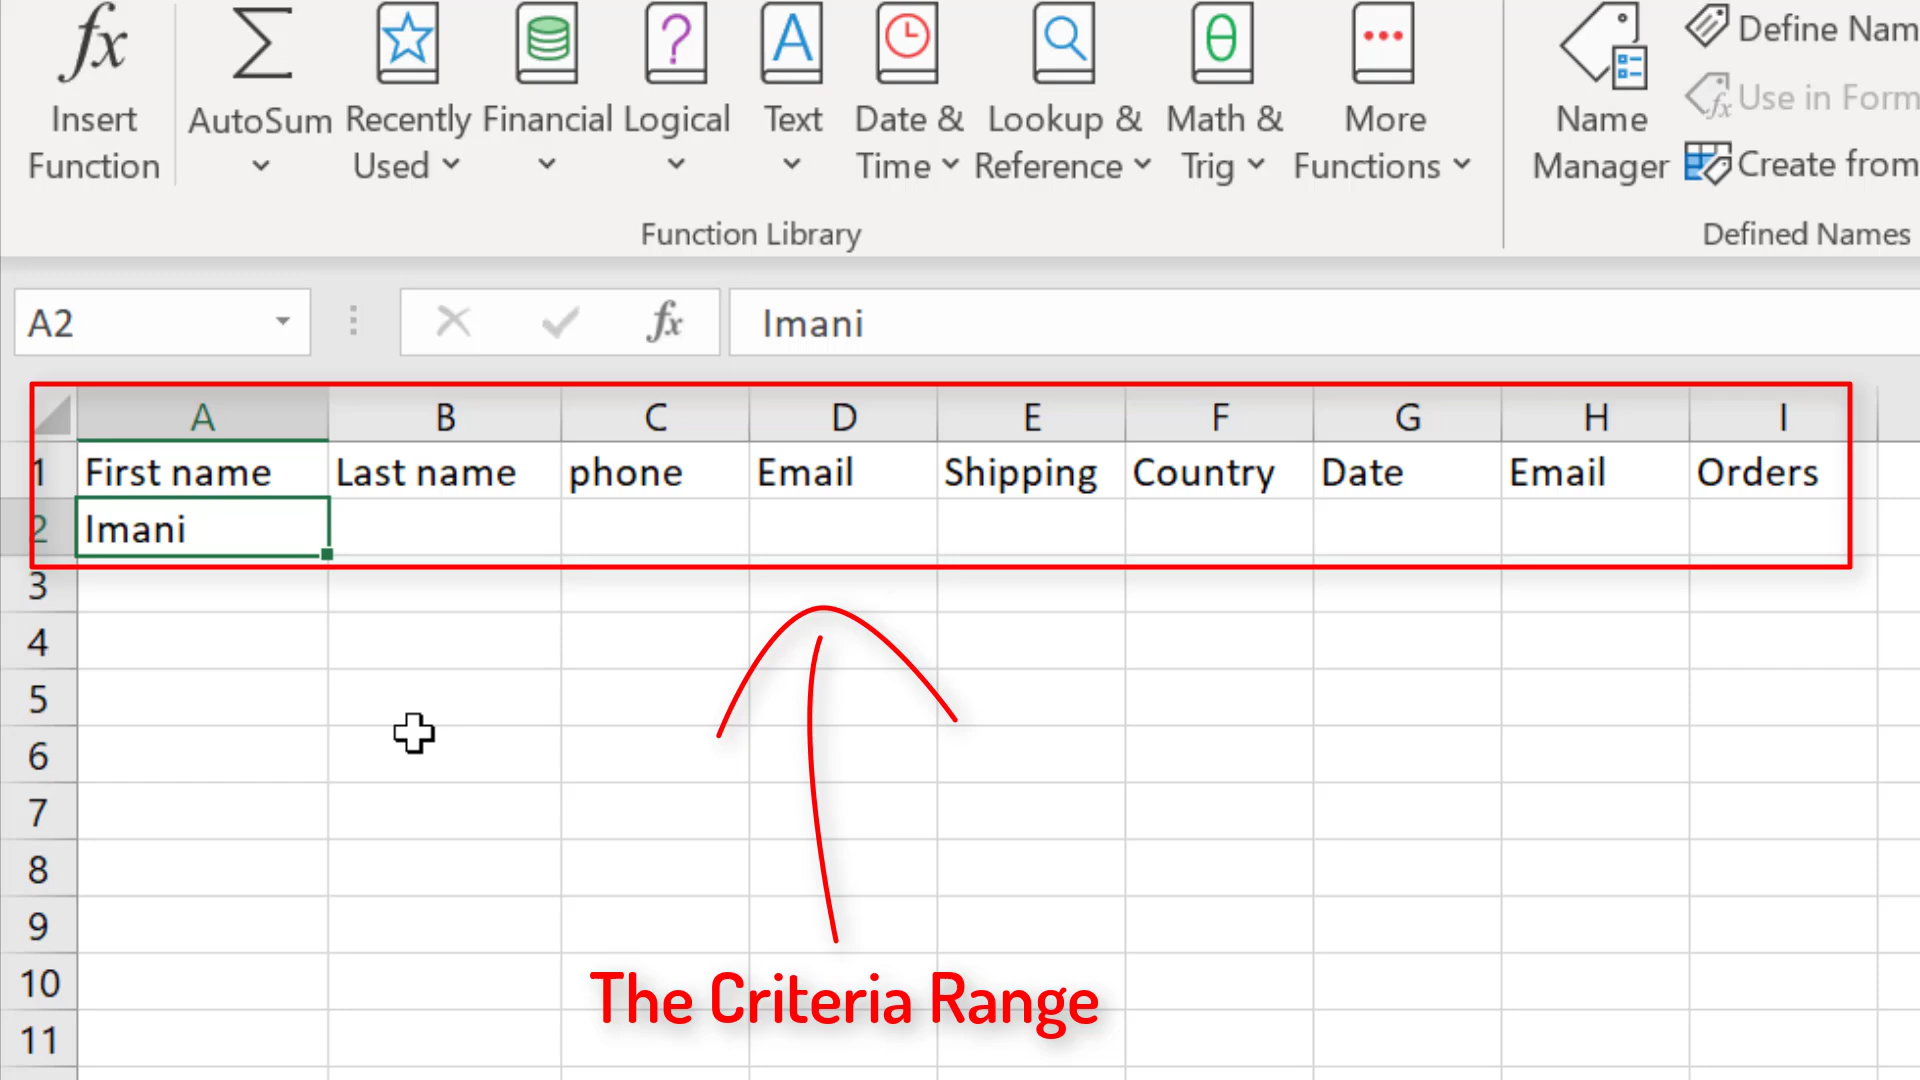 fx Σ ? A θ
Insert Function
AutoSum
Recently Used
Financial
Logical
Text
Date & Time
Lookup & Reference
Math & Trig
More Functions
Name Manager
Define Nam
Use in Form
Create from
Function Library
Defined Names
A2 fx Imani
A B C D E F G H I
1 First name Last name phone Email Shipping Country Date Email Orders
2 Imani
3
4
5
6
7
8
9
10
11
The Criteria Range